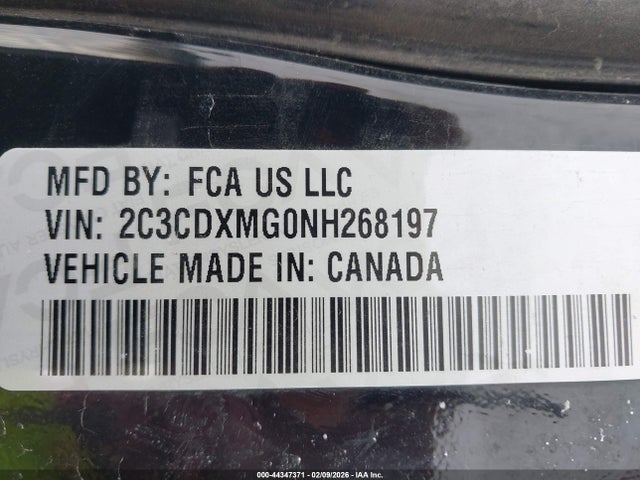 MFD BY: FCA US LLC
VIN: 2C3CDXMG0NH268197
VEHICLE MADE IN: CANADA
000-44347371 | 02/09/2026 | IAA Inc.